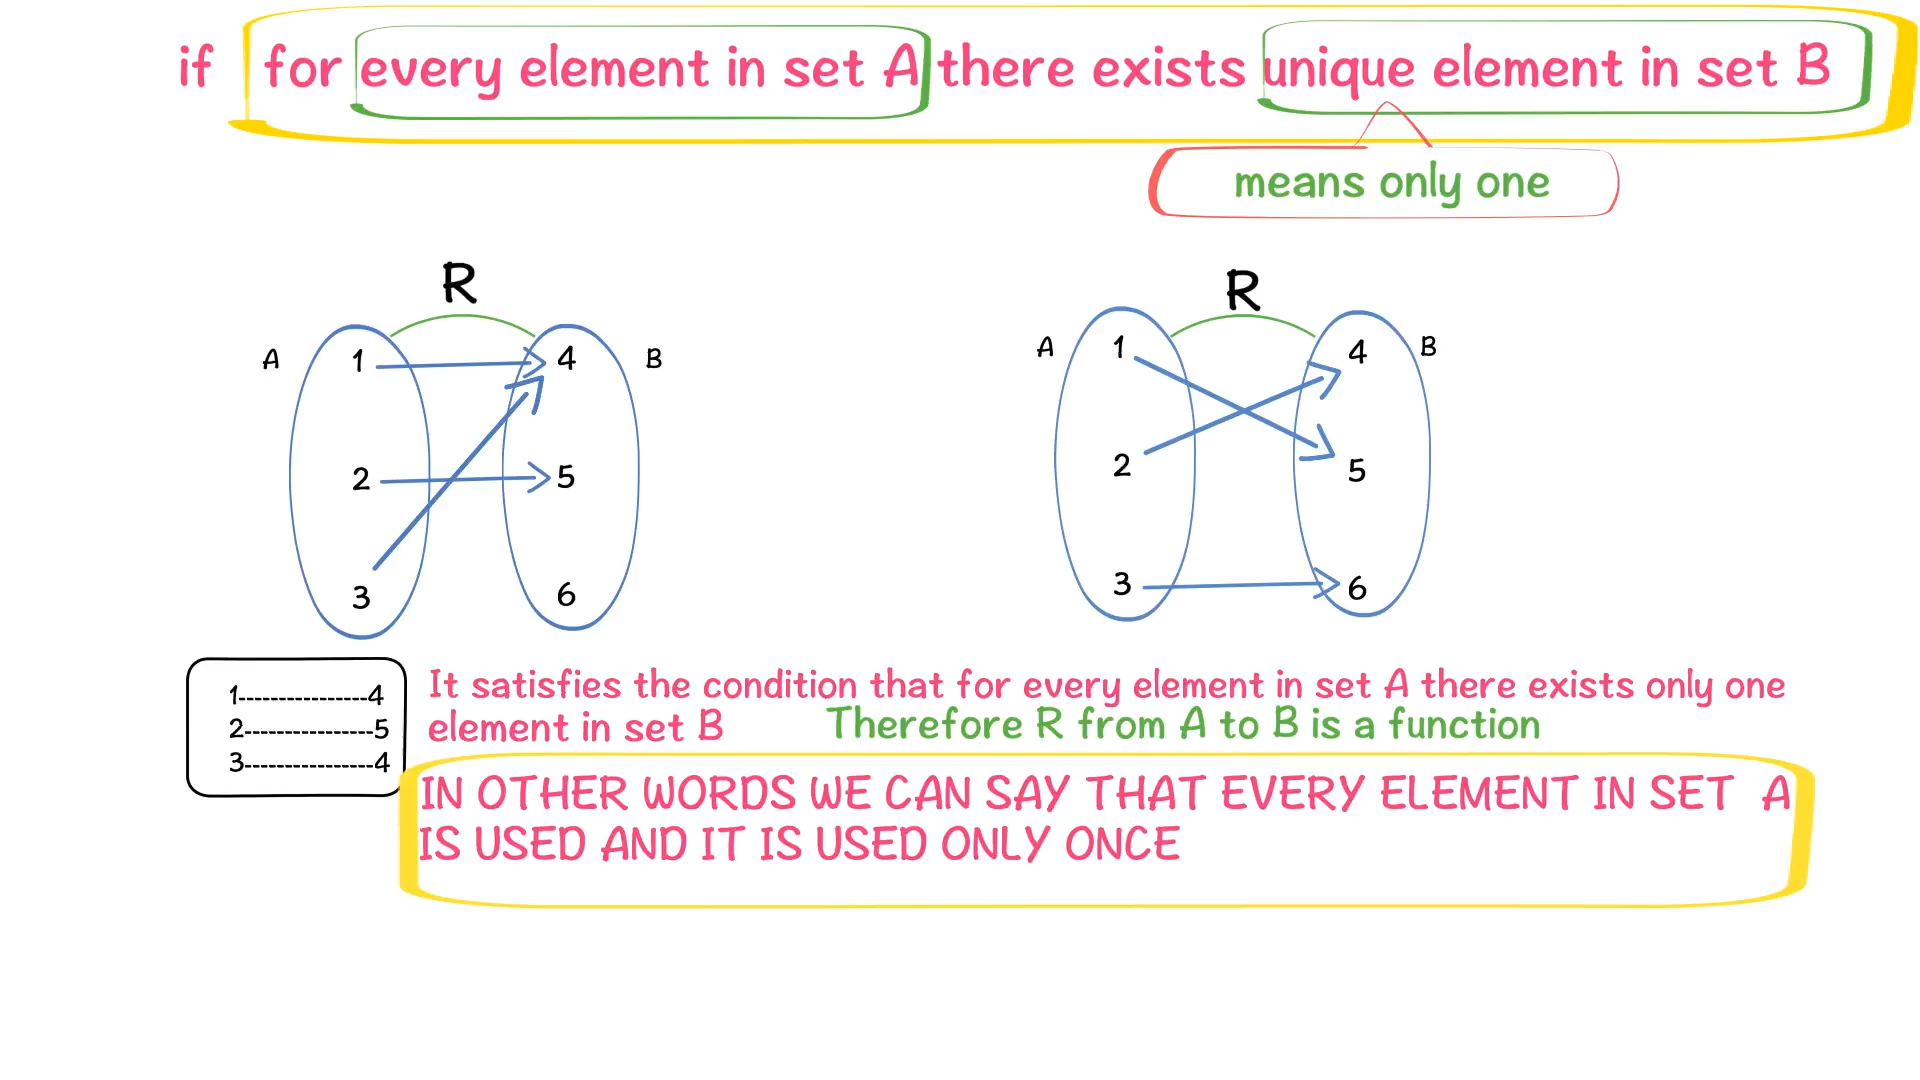 if for every element in set A there exists unique element in set B
means only one
R
A
1
2
3
4
5
6
B
R
A
1
2
3
4
5
6
B
1----------------4
2----------------5
3----------------4
It satisfies the condition that for every element in set A there exists only one
element in set B Therefore R from A to B is a function
IN OTHER WORDS WE CAN SAY THAT EVERY ELEMENT IN SET A
IS USED AND IT IS USED ONLY ONCE